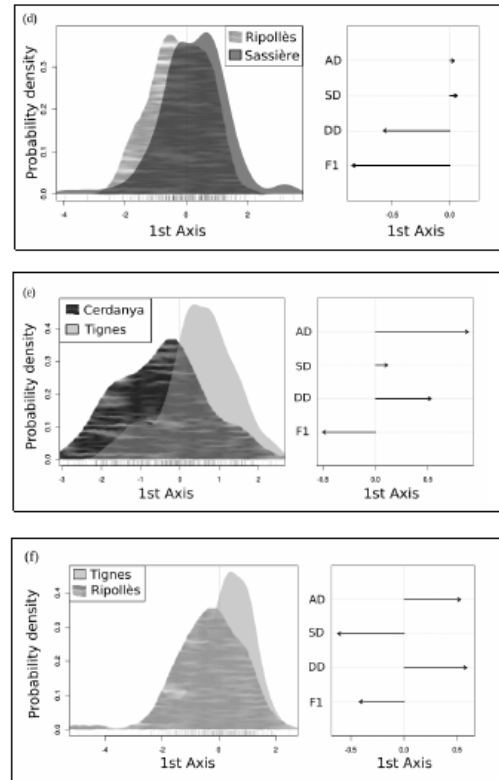 (d)
Ripollès
Sassière
Probability density
0.0 0.1 0.2 0.3
-4 -2 0 2
1st Axis
AD
SD
DD
F1
-0.5 0.0
1st Axis
(e)
Cerdanya
Tignes
Probability density
0.0 0.1 0.2 0.3 0.4
-3 -2 -1 0 1 2
1st Axis
AD
SD
DD
F1
-0.5 0.0 0.5
1st Axis
(f)
Tignes
Ripollès
Probability density
0.0 0.1 0.2 0.3 0.4
-4 -2 0 2
1st Axis
AD
SD
DD
F1
-0.5 0.0 0.5
1st Axis